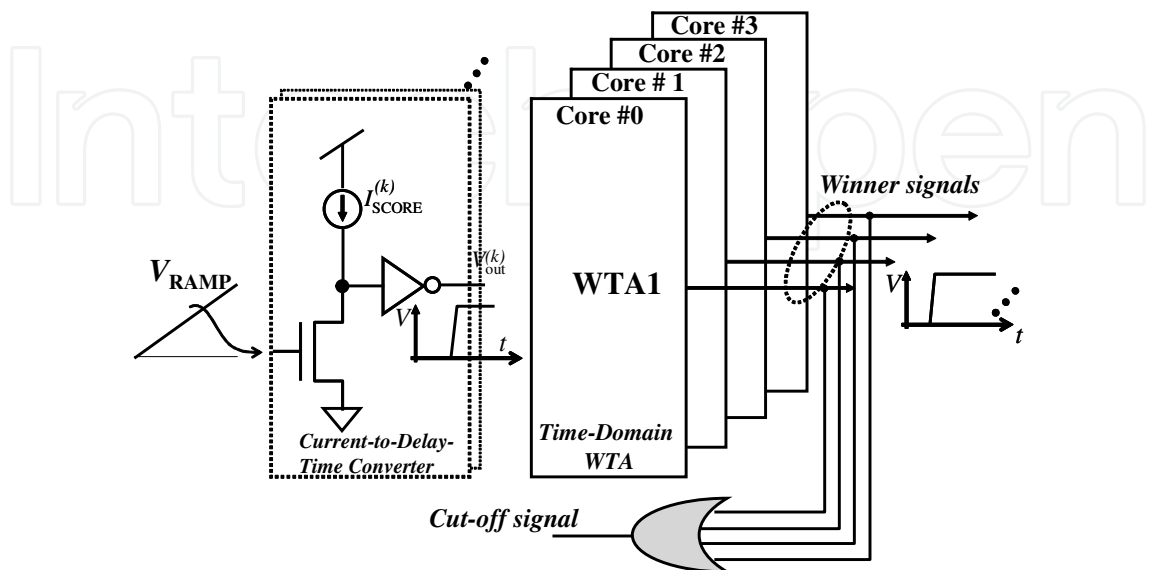 Core #3
Core #2
Core # 1
Core #0
I(k)SCORE
Winner signals
V(k)out
VRAMP
WTA1
V
V
t
t
Current-to-Delay-
Time Converter
Time-Domain
WTA
Cut-off signal